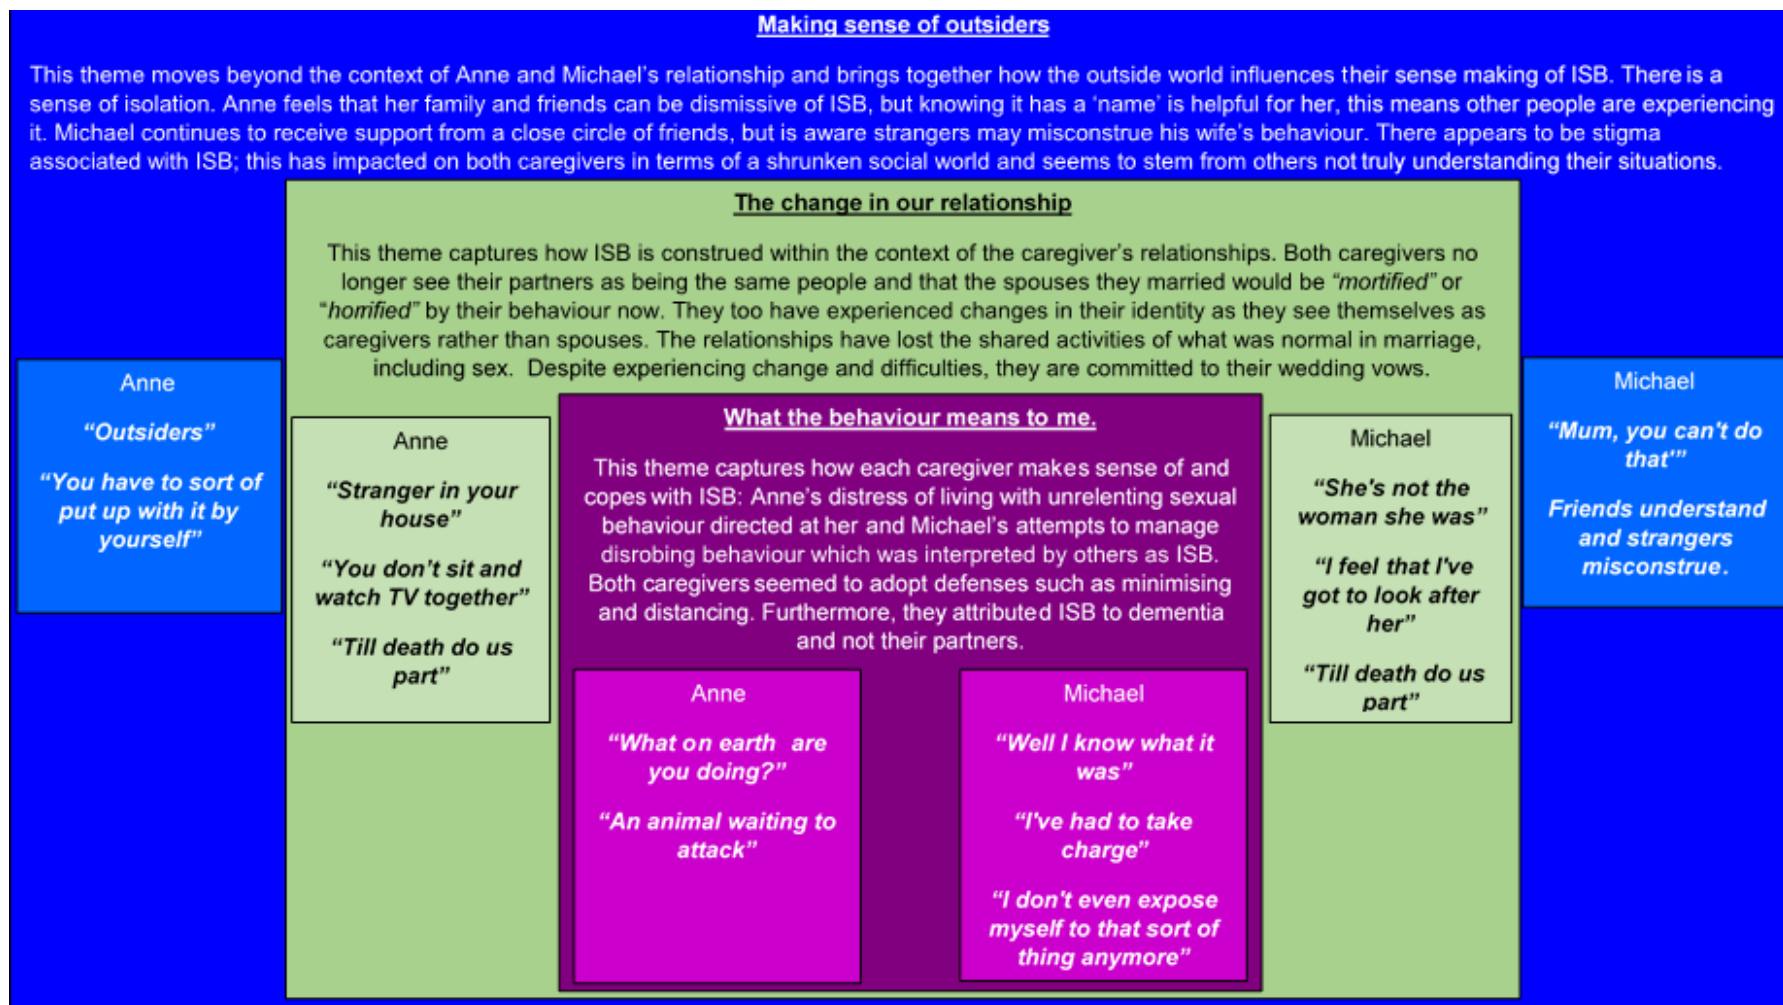 Making sense of outsiders
This theme moves beyond the context of Anne and Michael's relationship and brings together how the outside world influences their sense making of ISB. There is a
sense of isolation. Anne feels that her family and friends can be dismissive of ISB, but knowing it has a ‘name’ is helpful for her, this means other people are experiencing
it. Michael continues to receive support from a close circle of friends, but is aware strangers may misconstrue his wife's behaviour. There appears to be stigma
associated with ISB; this has impacted on both caregivers in terms of a shrunken social world and seems to stem from others not truly understanding their situations.
The change in our relationship
This theme captures how ISB is construed within the context of the caregiver's relationships. Both caregivers no
longer see their partners as being the same people and that the spouses they married would be “mortified” or
“horrified” by their behaviour now. They too have experienced changes in their identity as they see themselves as
caregivers rather than spouses. The relationships have lost the shared activities of what was normal in marriage,
including sex. Despite experiencing change and difficulties, they are committed to their wedding vows.
Anne
“Outsiders”
“You have to sort of
put up with it by
yourself”
Anne
“Stranger in your
house”
“You don't sit and
watch TV together”
“Till death do us
part”
What the behaviour means to me.
This theme captures how each caregiver makes sense of and
copes with ISB: Anne's distress of living with unrelenting sexual
behaviour directed at her and Michael's attempts to manage
disrobing behaviour which was interpreted by others as ISB.
Both caregivers seemed to adopt defenses such as minimising
and distancing. Furthermore, they attributed ISB to dementia
and not their partners.
Anne
“What on earth are
you doing?”
“An animal waiting to
attack”
Michael
“Well I know what it
was”
“I've had to take
charge”
“I don't even expose
myself to that sort of
thing anymore”
Michael
“She's not the
woman she was”
“I feel that I've
got to look after
her”
“Till death do us
part”
Michael
“Mum, you can't do
that'”
Friends understand
and strangers
misconstrue.